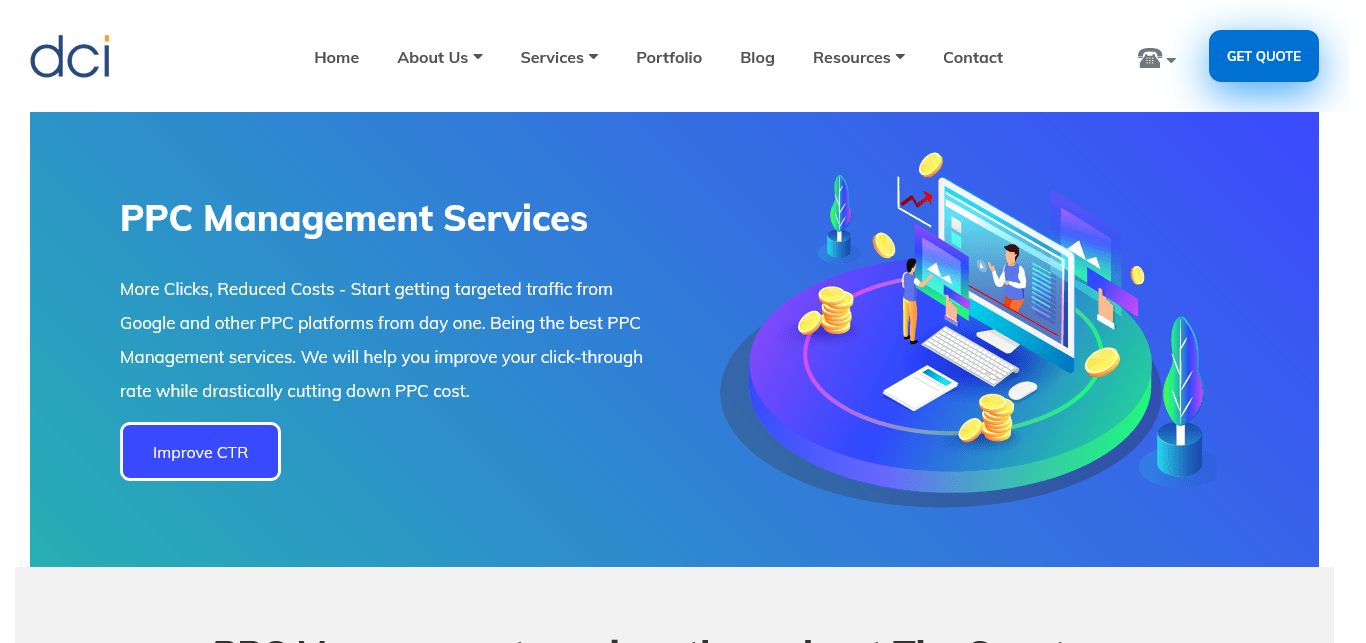 dci
Home
About Us
Services
Portfolio
Blog
Resources
Contact
GET QUOTE
PPC Management Services
More Clicks, Reduced Costs - Start getting targeted traffic from
Google and other PPC platforms from day one. Being the best PPC
Management services. We will help you improve your click-through
rate while drastically cutting down PPC cost.
Improve CTR